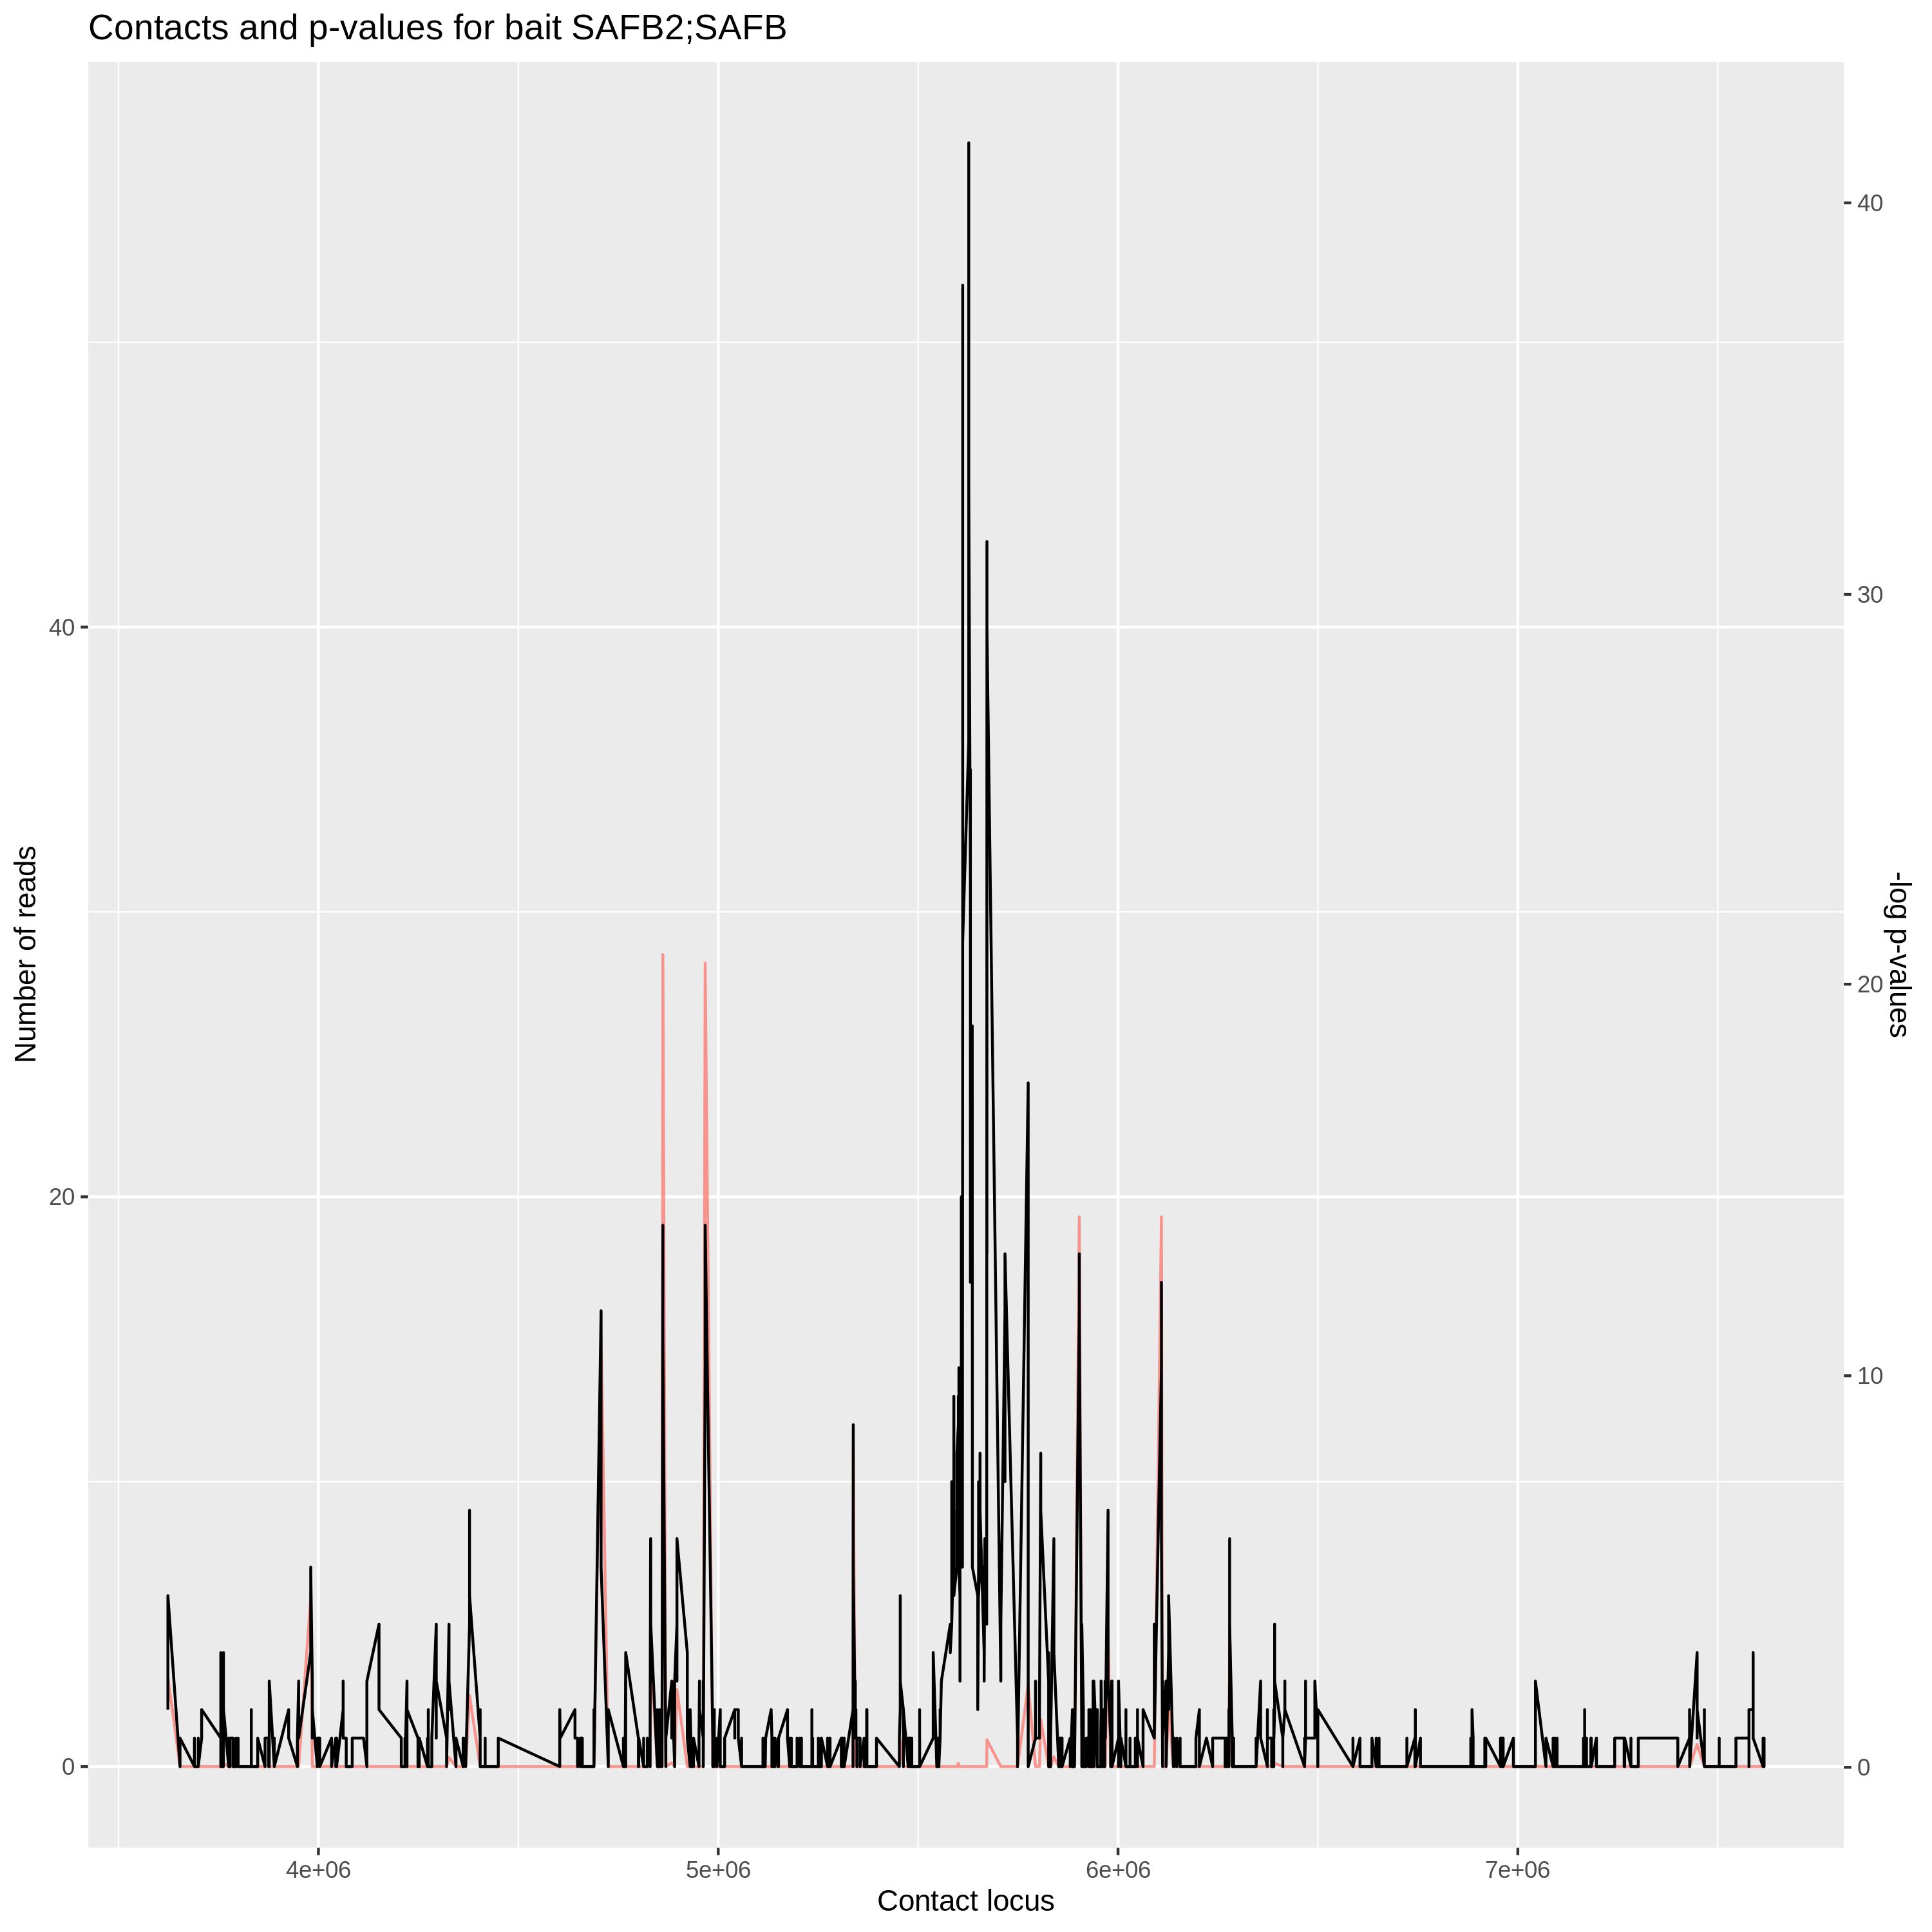 Contacts and p-values for bait SAFB2;SAFB
Number of reads
40
20
0
40
30
20
10
0
-log p-values
4e+06
5e+06
6e+06
7e+06
Contact locus